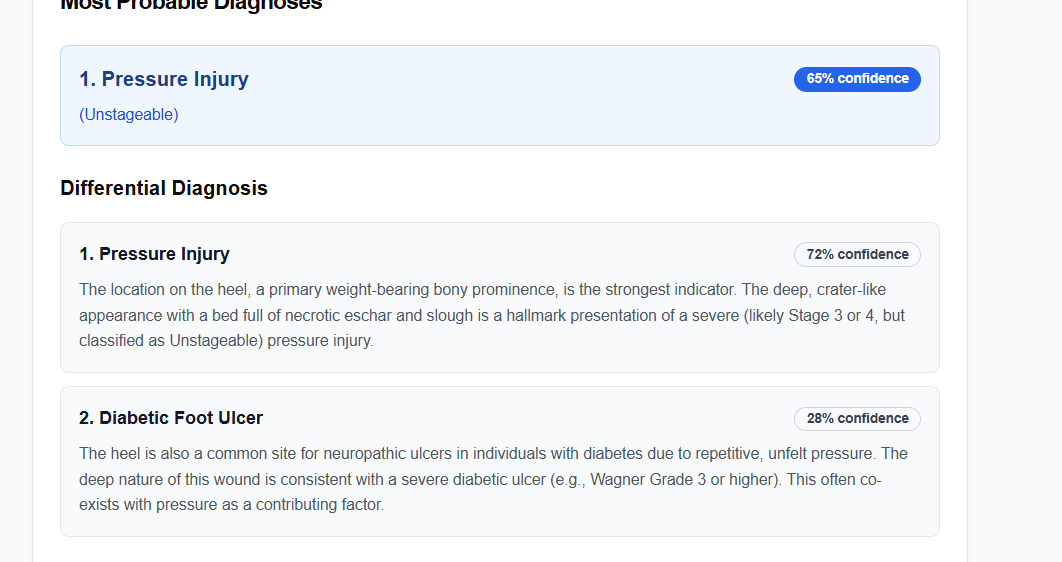 Most Probable Diagnoses
1. Pressure Injury
65% confidence
(Unstageable)
Differential Diagnosis
1. Pressure Injury
72% confidence
The location on the heel, a primary weight-bearing bony prominence, is the strongest indicator. The deep, crater-like
appearance with a bed full of necrotic eschar and slough is a hallmark presentation of a severe (likely Stage 3 or 4, but
classified as Unstageable) pressure injury.
2. Diabetic Foot Ulcer
28% confidence
The heel is also a common site for neuropathic ulcers in individuals with diabetes due to repetitive, unfelt pressure. The
deep nature of this wound is consistent with a severe diabetic ulcer (e.g., Wagner Grade 3 or higher). This often co-
exists with pressure as a contributing factor.